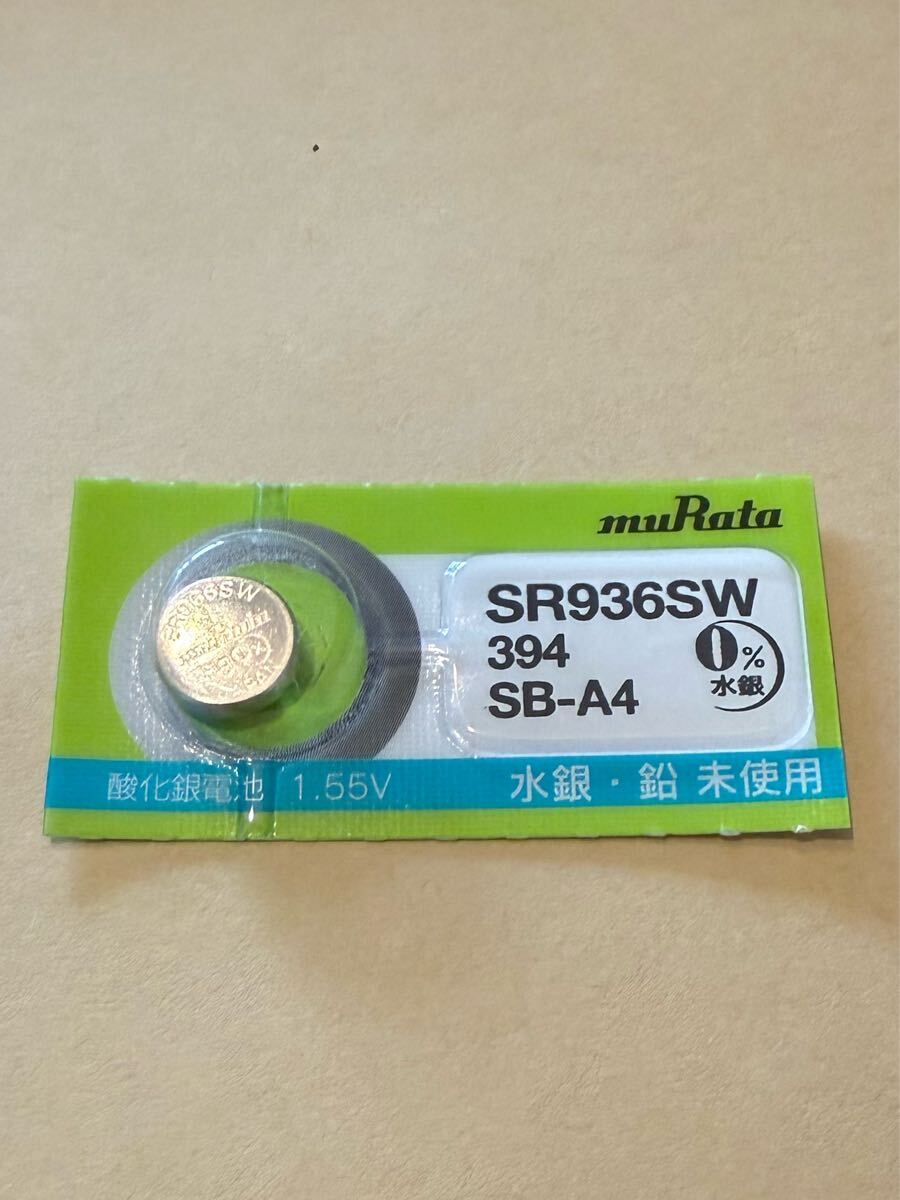 muRata
SR936SW
394
SB-A4
0%
水銀
SR936SW
酸化銀電池 1.55V
水銀・鉛 未使用